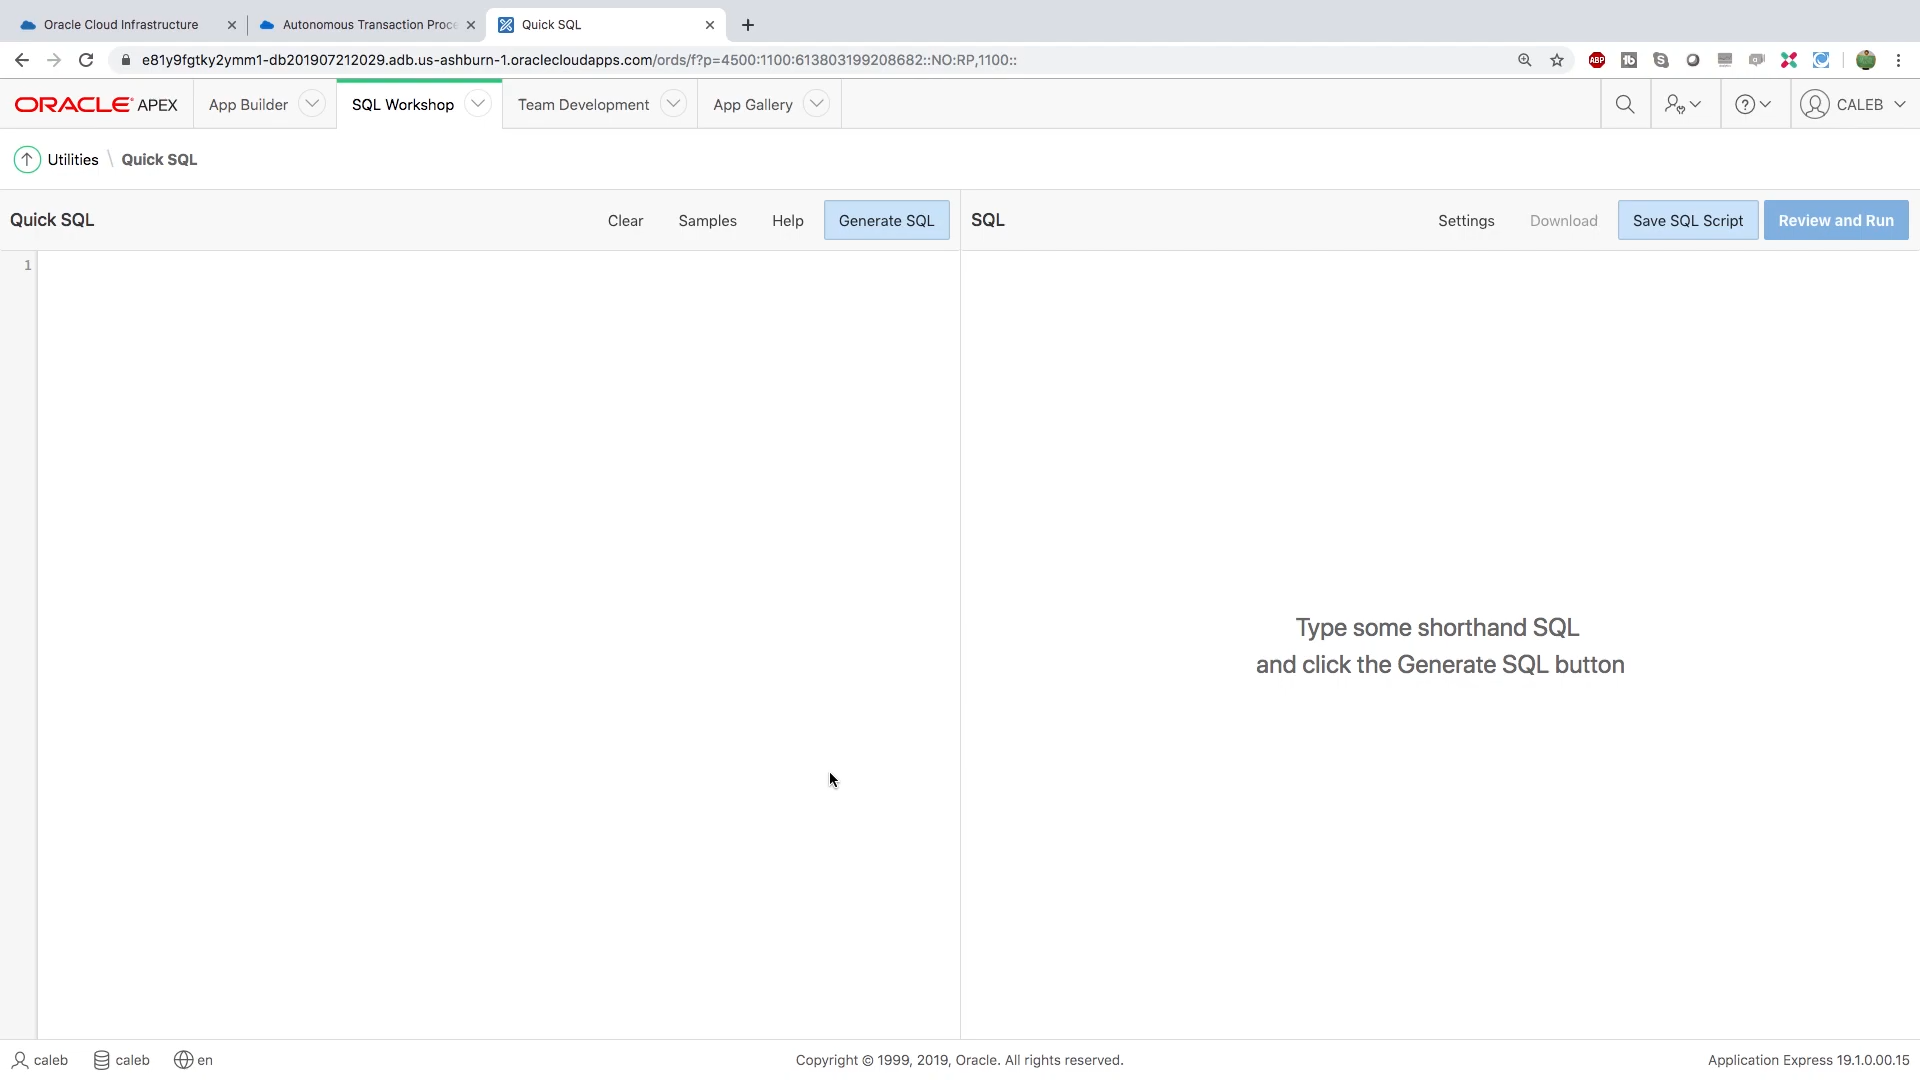 Oracle Cloud Infrastructure
Autonomous Transaction Proce
Quick SQL
e81y9fgtky2ymm1-db201907212029.adb.us-ashburn-1.oraclecloudapps.com/ords/f?p=4500:1100:613803199208682::NO:RP,1100::
ABP
ORACLE APEX
App Builder
SQL Workshop
Team Development
App Gallery
CALEB
Utilities \ Quick SQL
Quick SQL
Clear
Samples
Help
Generate SQL
SQL
Settings
Download
Save SQL Script
Review and Run
1
Type some shorthand SQL
and click the Generate SQL button
caleb
caleb
en
Copyright © 1999, 2019, Oracle. All rights reserved.
Application Express 19.1.0.00.15